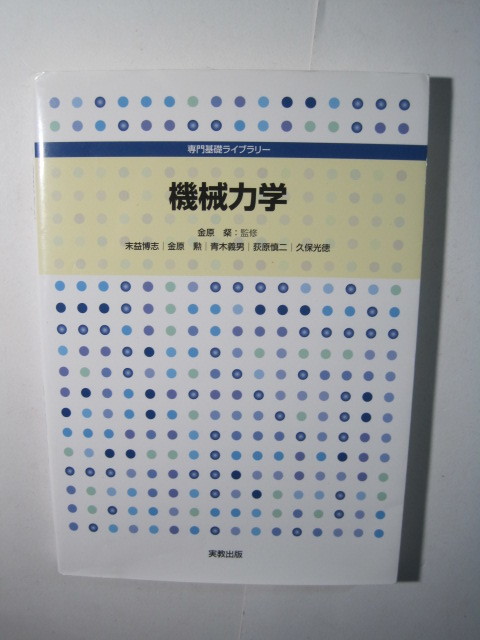 専門基礎ライブラリー
機械力学
金原 粲：監修
末益博志｜金原 勲｜青木義男｜荻原慎二｜久保光徳
実教出版